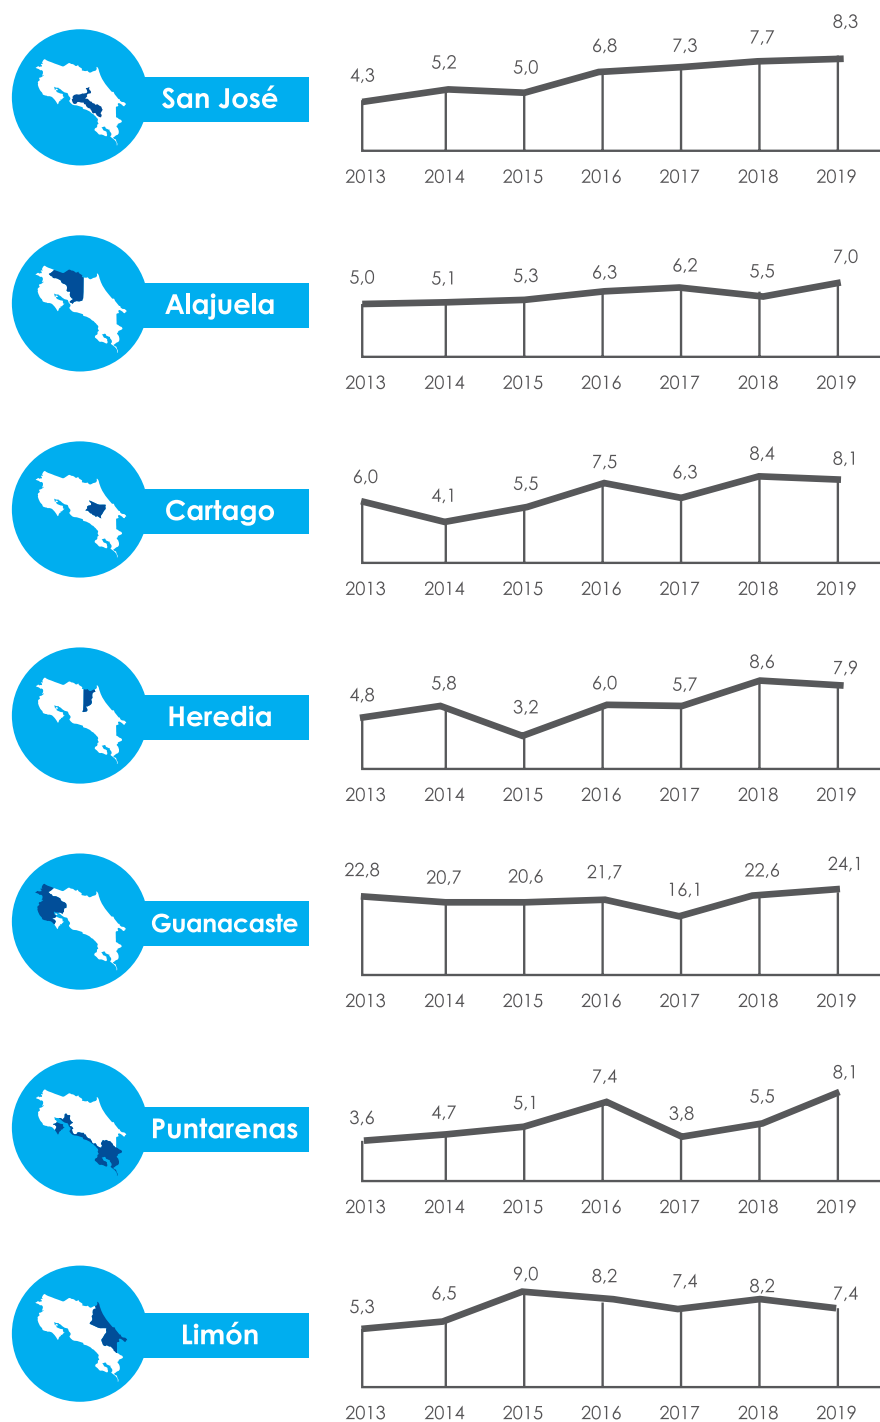 San José
4,3 5,2 5,0 6,8 7,3 7,7 8,3
2013 2014 2015 2016 2017 2018 2019
Alajuela
5,0 5,1 5,3 6,3 6,2 5,5 7,0
2013 2014 2015 2016 2017 2018 2019
Cartago
6,0 4,1 5,5 7,5 6,3 8,4 8,1
2013 2014 2015 2016 2017 2018 2019
Heredia
4,8 5,8 3,2 6,0 5,7 8,6 7,9
2013 2014 2015 2016 2017 2018 2019
Guanacaste
22,8 20,7 20,6 21,7 16,1 22,6 24,1
2013 2014 2015 2016 2017 2018 2019
Puntarenas
3,6 4,7 5,1 7,4 3,8 5,5 8,1
2013 2014 2015 2016 2017 2018 2019
Limón
5,3 6,5 9,0 8,2 7,4 8,2 7,4
2013 2014 2015 2016 2017 2018 2019